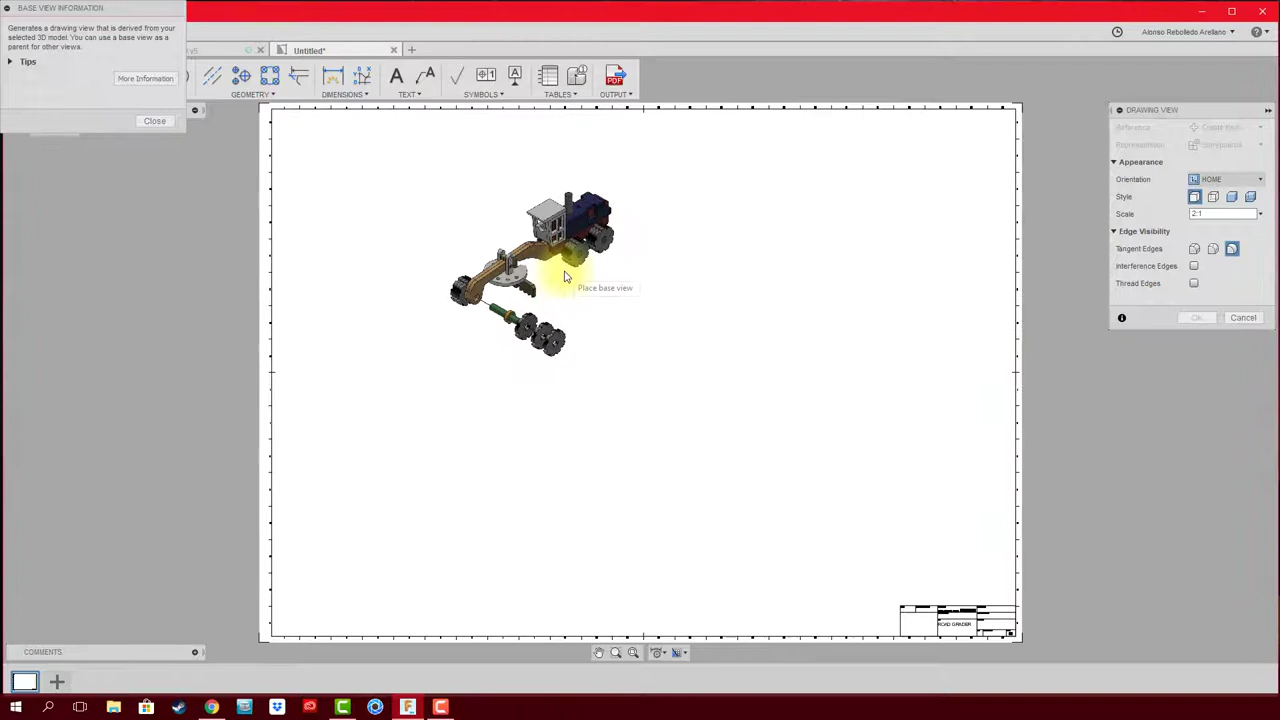 BASE VIEW INFORMATION
Generates a drawing view that is derived from your
selected 3D model. You can use a base view as a
parent for other views.
Tips
More Information
Close
Alonso Rebolledo Arellano
Untitled*
GEOMETRY
DIMENSIONS
TEXT
SYMBOLS
TABLES
OUTPUT
PDF
DRAWING VIEW
Reference
Representation
Appearance
Orientation
HOME
Style
Scale
2:1
Edge Visibility
Tangent Edges
Interference Edges
Thread Edges
Cancel
Place base view
ROAD GRADER
COMMENTS